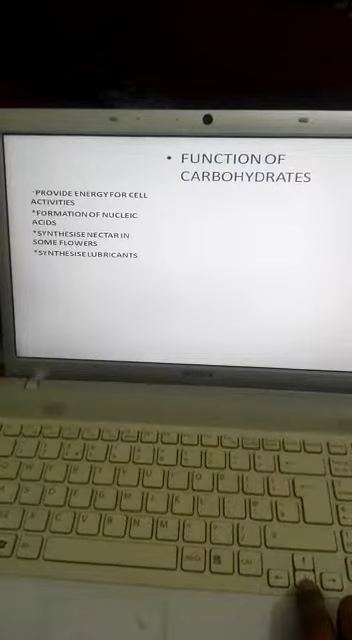 • FUNCTION OF
CARBOHYDRATES
*PROVIDE ENERGY FOR CELL
ACTIVITIES
*FORMATION OF NUCLEIC
ACIDS
*SYNTHESISE NECTAR IN
SOME FLOWERS
*SYNTHESISE LUBRICANTS